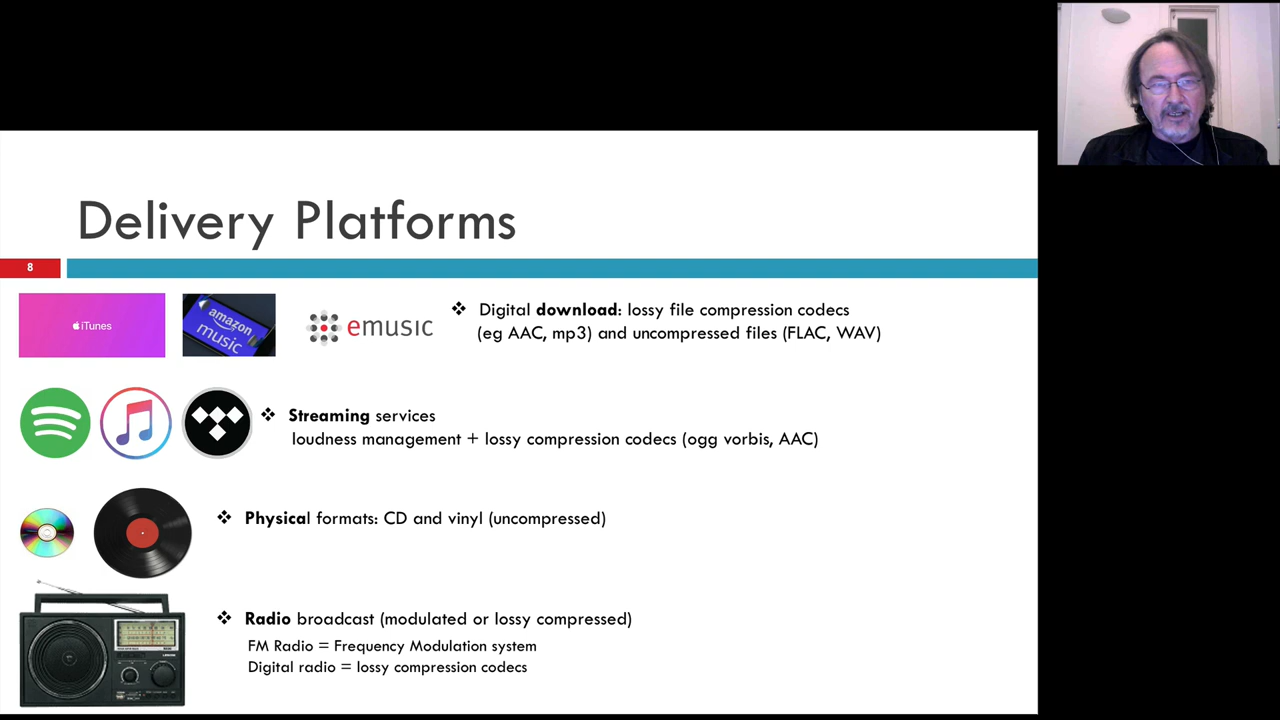 Delivery Platforms
8
iTunes
amazon music
emusic
❖ Digital download: lossy file compression codecs
(eg AAC, mp3) and uncompressed files (FLAC, WAV)
❖ Streaming services
loudness management + lossy compression codecs (ogg vorbis, AAC)
❖ Physical formats: CD and vinyl (uncompressed)
❖ Radio broadcast (modulated or lossy compressed)
FM Radio = Frequency Modulation system
Digital radio = lossy compression codecs